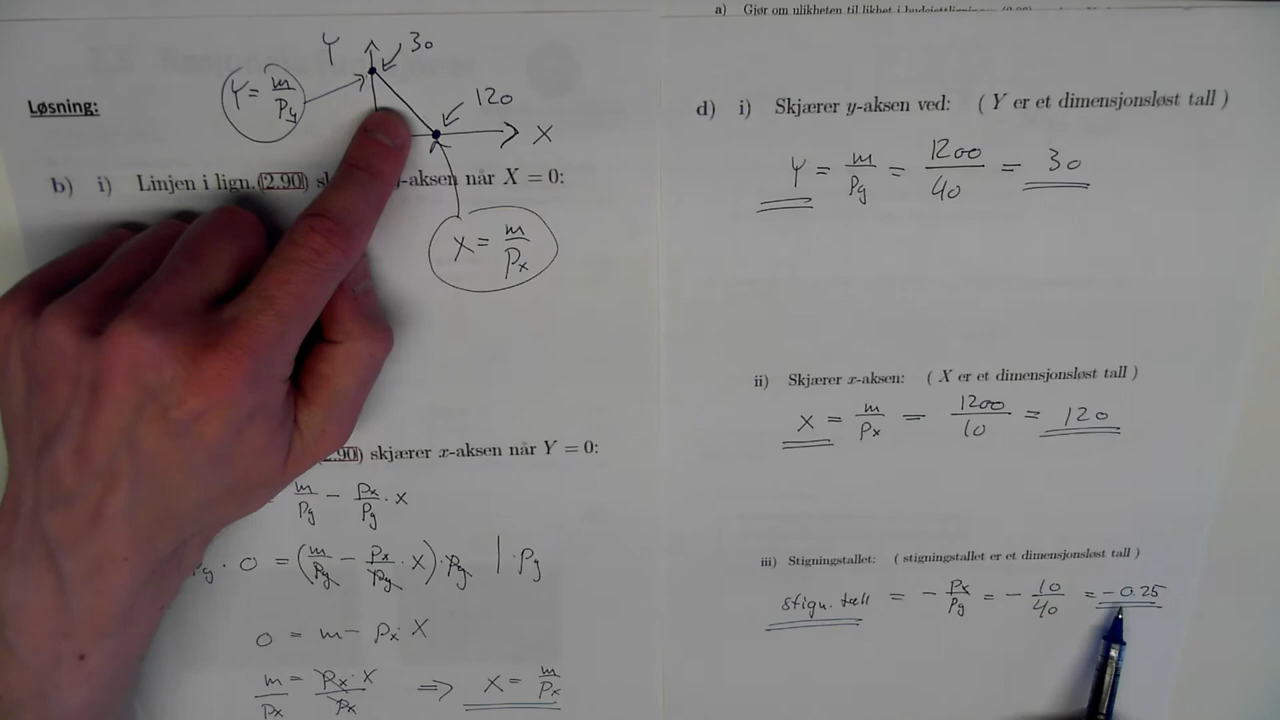 Løsning:
Y
30
Y = m/Py
120
X
b) i) Linjen i lign. (2.90) -aksen når X = 0:
X = m/Px
2.90) skjærer x-aksen når Y = 0:
m/Py − Px/Py · X
Py · 0 = (m/Py − Px/Py · X) · Py | · Py
0 = m − Px · X
m/Px = Px · X/Px ⇒ X = m/Px
a) Gjør om ulikheten til likhet i
d) i) Skjærer y-aksen ved: ( Y er et dimensjonsløst tall )
Y = m/Py = 1200/40 = 30
ii) Skjærer x-aksen: ( X er et dimensjonsløst tall )
X = m/Px = 1200/10 = 120
iii) Stigningstallet: ( stigningstallet er et dimensjonsløst tall )
stign. tall = − Px/Py = − 10/40 = −0.25